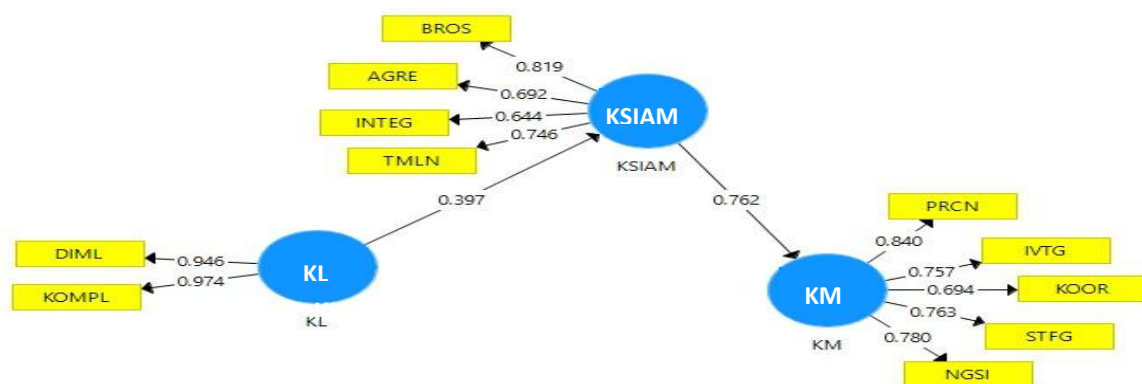 BROS
0.819
AGRE
0.692
INTEG
0.644
TMLN
0.746
KSIAM
KSIAM
0.397
0.762
DIML
0.946
KOMPL
0.974
KL
KL
PRCN
0.840
IVTG
0.757
KOOR
0.694
STFG
0.763
NGSI
0.780
KM
KM